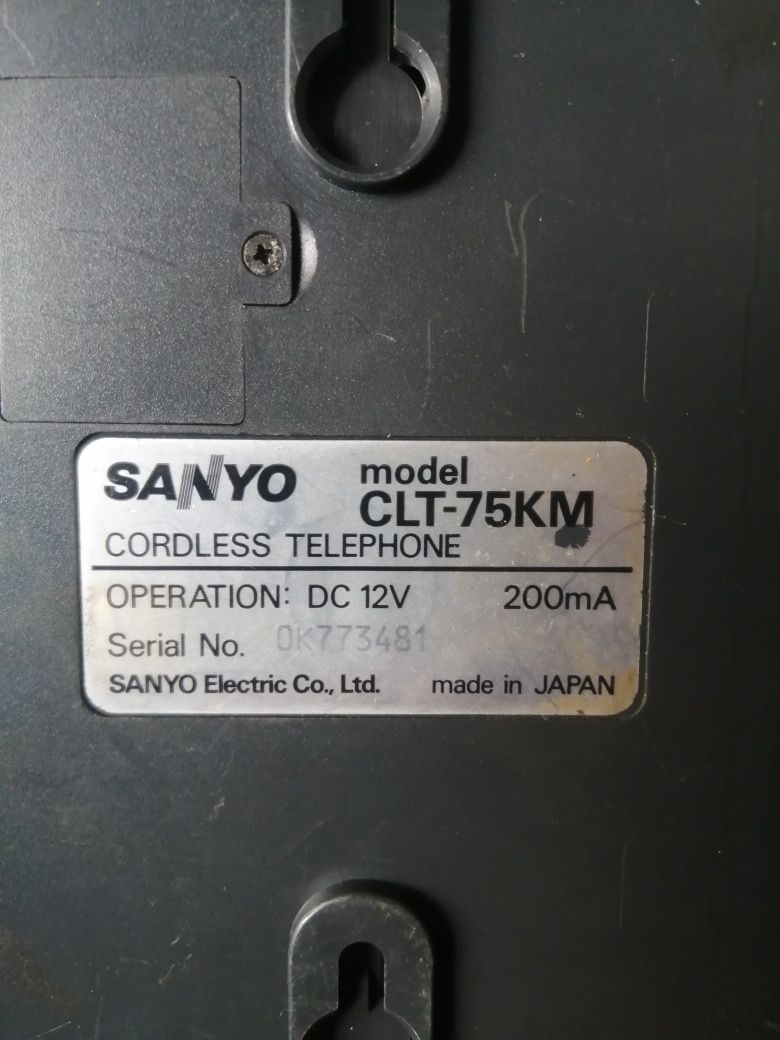 SANYO model
CLT-75KM
CORDLESS TELEPHONE
OPERATION: DC 12V 200mA
Serial No. 0K773481
SANYO Electric Co., Ltd. made in JAPAN